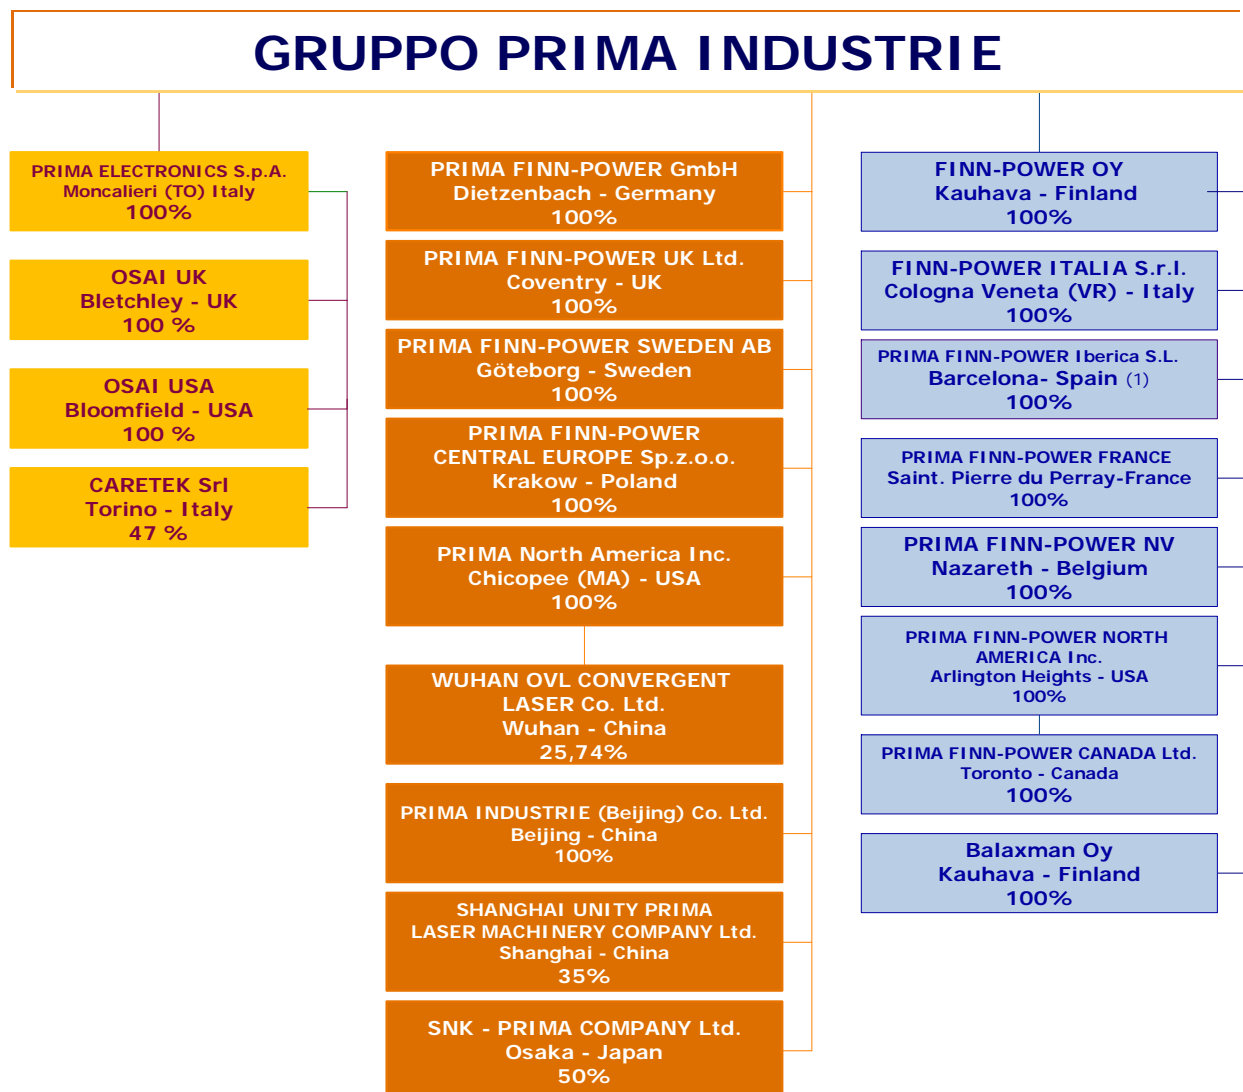 GRUPPO PRIMA INDUSTRIE
PRIMA ELECTRONICS S.p.A.
Moncalieri (TO) Italy
100%
OSAI UK
Bletchley - UK
100 %
OSAI USA
Bloomfield - USA
100 %
CARETEK Srl
Torino - Italy
47 %
PRIMA FINN-POWER GmbH
Dietzenbach - Germany
100%
PRIMA FINN-POWER UK Ltd.
Coventry - UK
100%
PRIMA FINN-POWER SWEDEN AB
Göteborg - Sweden
100%
PRIMA FINN-POWER
CENTRAL EUROPE Sp.z.o.o.
Krakow - Poland
100%
PRIMA North America Inc.
Chicopee (MA) - USA
100%
WUHAN OVL CONVERGENT
LASER Co. Ltd.
Wuhan - China
25,74%
PRIMA INDUSTRIE (Beijing) Co. Ltd.
Beijing - China
100%
SHANGHAI UNITY PRIMA
LASER MACHINERY COMPANY Ltd.
Shanghai - China
35%
SNK - PRIMA COMPANY Ltd.
Osaka - Japan
50%
FINN-POWER OY
Kauhava - Finland
100%
FINN-POWER ITALIA S.r.l.
Cologna Veneta (VR) - Italy
100%
PRIMA FINN-POWER Iberica S.L.
Barcelona- Spain (1)
100%
PRIMA FINN-POWER FRANCE
Saint. Pierre du Perray-France
100%
PRIMA FINN-POWER NV
Nazareth - Belgium
100%
PRIMA FINN-POWER NORTH
AMERICA Inc.
Arlington Heights - USA
100%
PRIMA FINN-POWER CANADA Ltd.
Toronto - Canada
100%
Balaxman Oy
Kauhava - Finland
100%